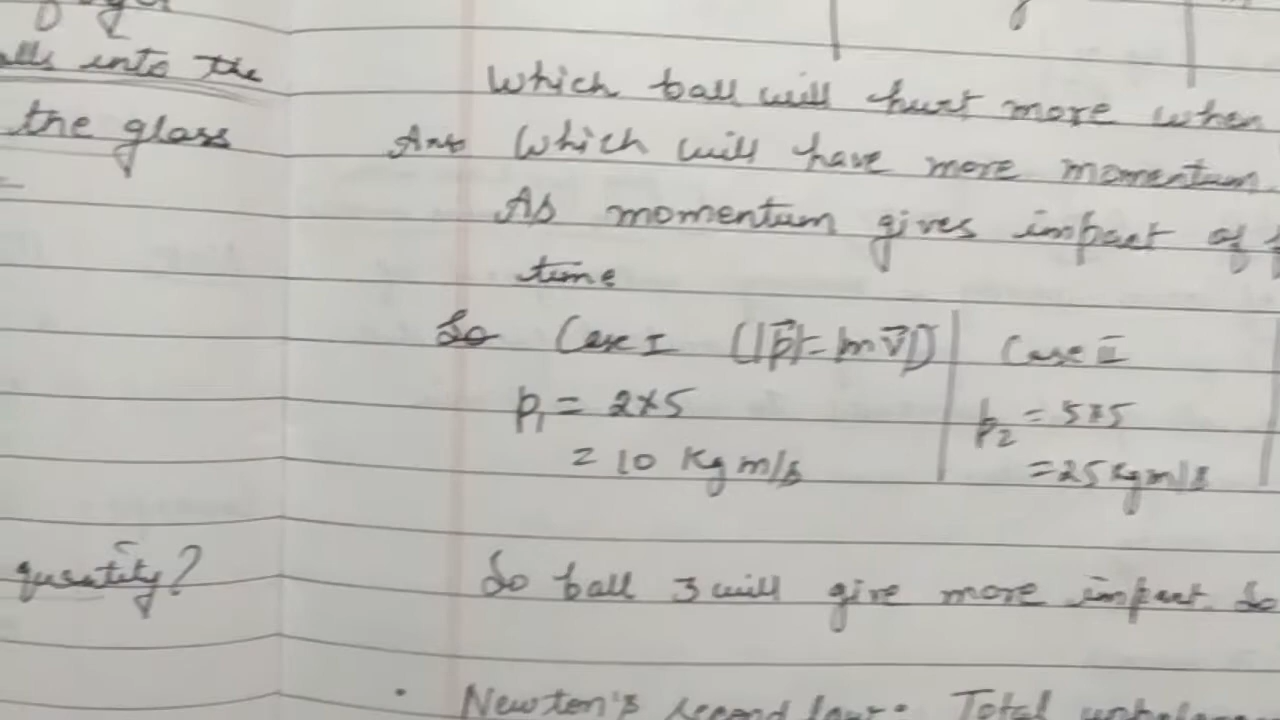 into the
the glass
quantity?
Which ball will hurt more when
Ans Which will have more momentum.
As momentum gives impact of
time
So Case I (|p⃗|= |mv⃗|) Case II
p₁ = 2×5 p₂ = 5×5
= 10 Kg m/s =25 Kg m/s
So ball 3 will give more impact. So
• Newton's second law: Total